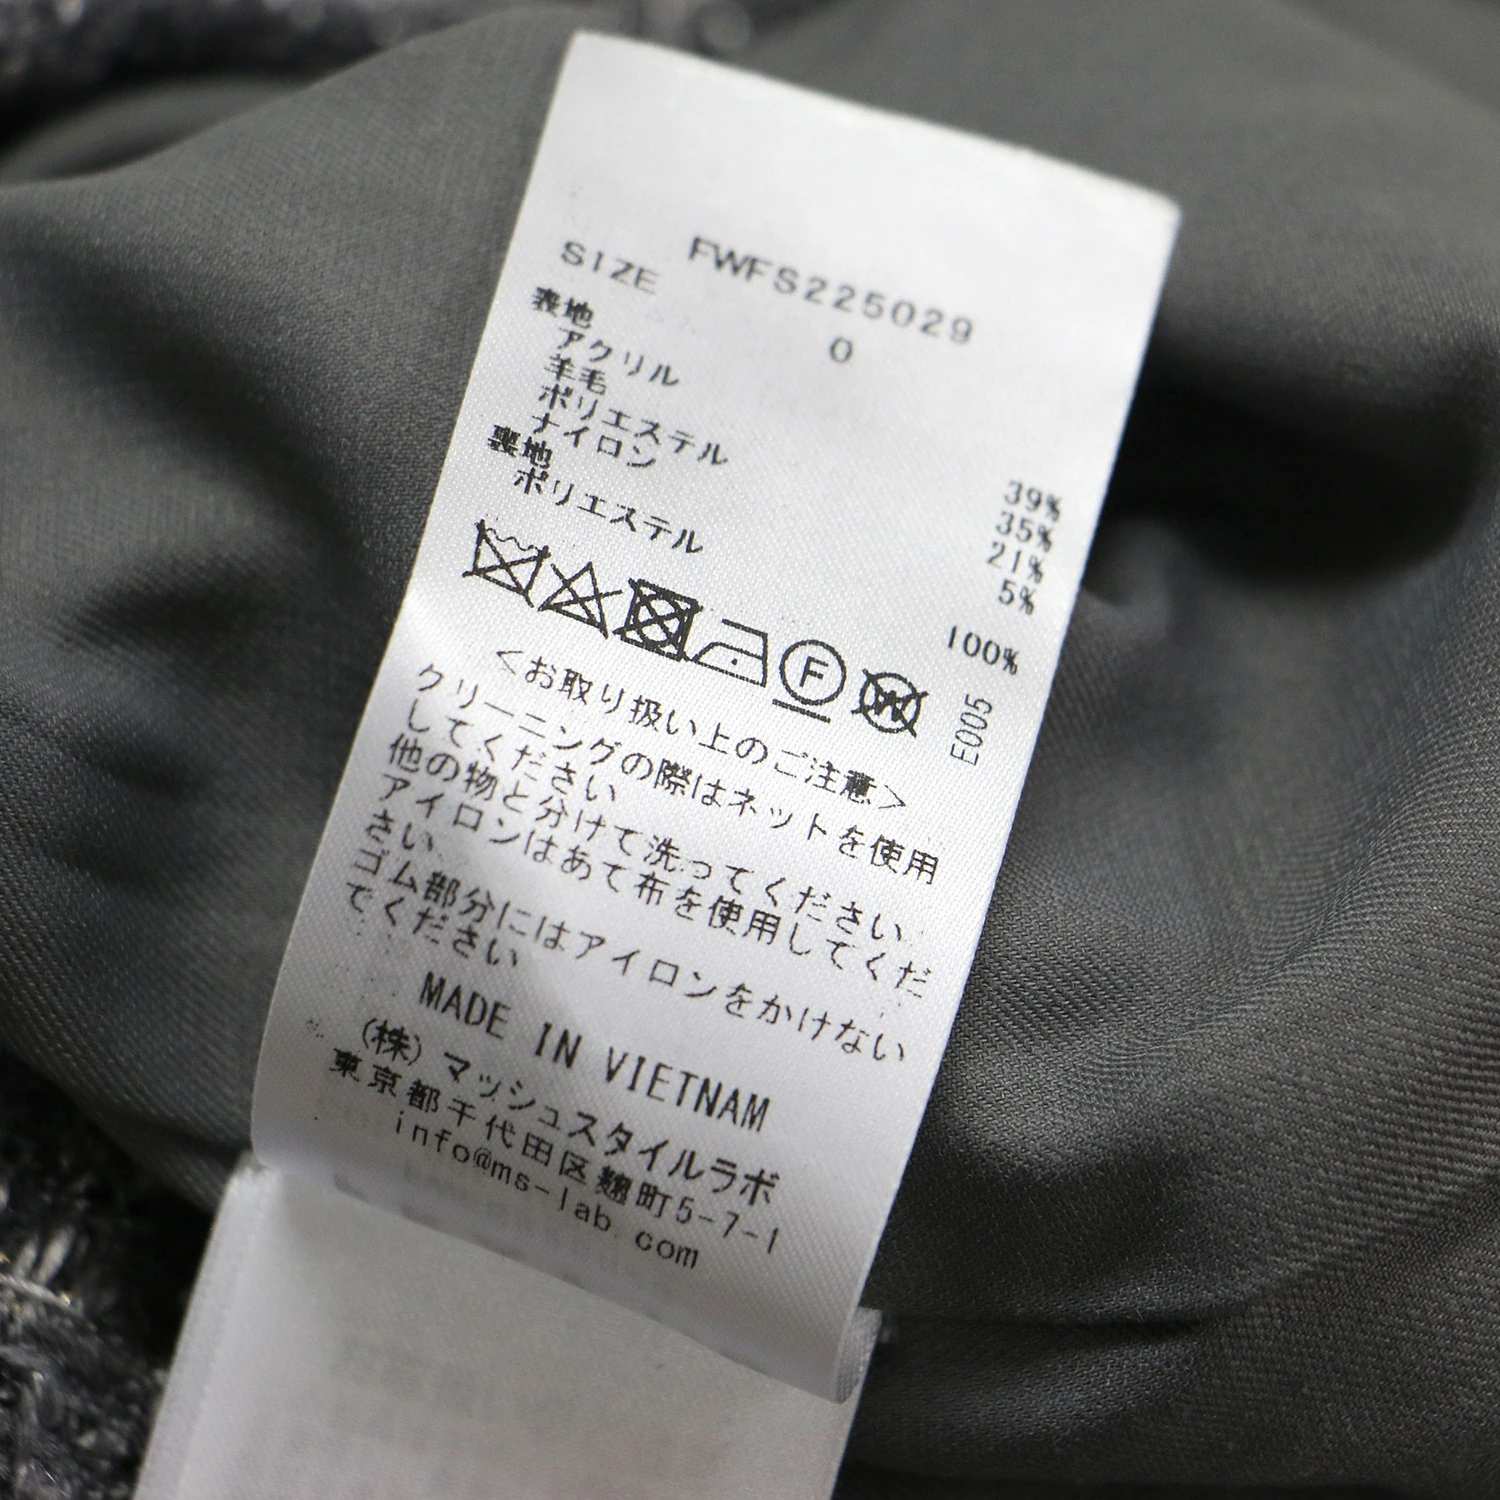 FWFS225029
SIZE 0
表地
アクリル 39%
羊毛 35%
ポリエステル 21%
ナイロン 5%
裏地
ポリエステル 100%
F W
E005
<お取り扱い上のご注意>
クリーニングの際はネットを使用
してください
他の物と分けて洗ってください
アイロンはあて布を使用してくだ
さい
ゴム部分にはアイロンをかけない
でください
MADE IN VIETNAM
(株)マッシュスタイルラボ
東京都千代田区麹町5-7-1
info@ms-lab.com